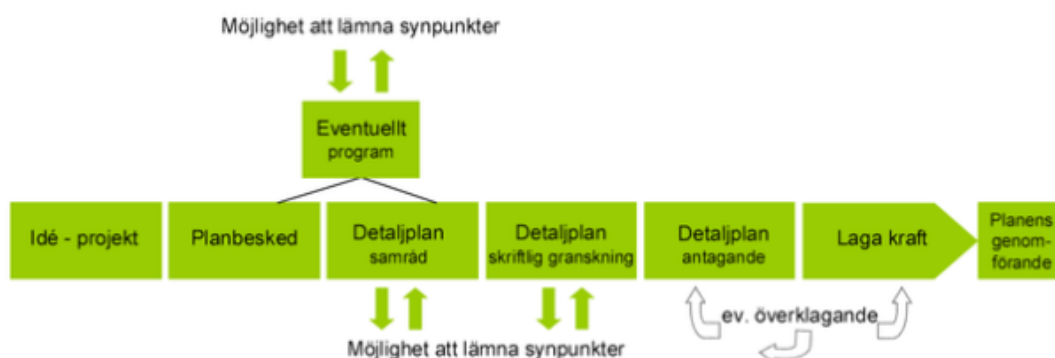 Möjlighet att lämna synpunkter
Eventuellt
program
Idé - projekt
Planbesked
Detaljplan
samråd
Detaljplan
skriftlig granskning
Detaljplan
antagande
Laga kraft
Planens
genom-
förande
ev. överklagande
Möjlighet att lämna synpunkter